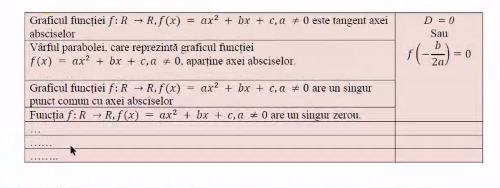 Graficul funcției f: R → R, f(x) = ax² + bx + c, a ≠ 0 este tangent axei
absciselor
Vârful parabolei, care reprezintă graficul funcției
f(x) = ax² + bx + c, a ≠ 0, aparține axei absciselor.
Graficul funcției f: R → R, f(x) = ax² + bx + c, a ≠ 0 are un singur
punct comun cu axei absciselor
Funcția f: R → R, f(x) = ax² + bx + c, a ≠ 0 are un singur zerou.
...
......
........
D = 0
Sau
f(-b/2a) = 0